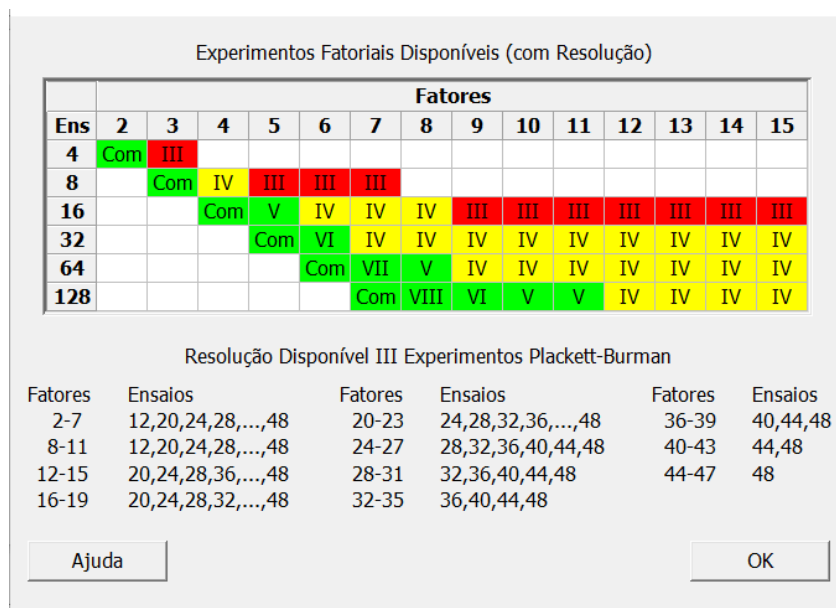 Experimentos Fatoriais Disponíveis (com Resolução)
Fatores
Ens 2 3 4 5 6 7 8 9 10 11 12 13 14 15
4 Com III
8 Com IV III III III
16 Com V IV IV IV III III III III III III III
32 Com VI IV IV IV IV IV IV IV IV IV
64 Com VII V IV IV IV IV IV IV IV
128 Com VIII VI V V IV IV IV IV
Resolução Disponível III Experimentos Plackett-Burman
Fatores Ensaios Fatores Ensaios Fatores Ensaios
2-7 12,20,24,28,...,48 20-23 24,28,32,36,...,48 36-39 40,44,48
8-11 12,20,24,28,...,48 24-27 28,32,36,40,44,48 40-43 44,48
12-15 20,24,28,36,...,48 28-31 32,36,40,44,48 44-47 48
16-19 20,24,28,32,...,48 32-35 36,40,44,48
Ajuda OK